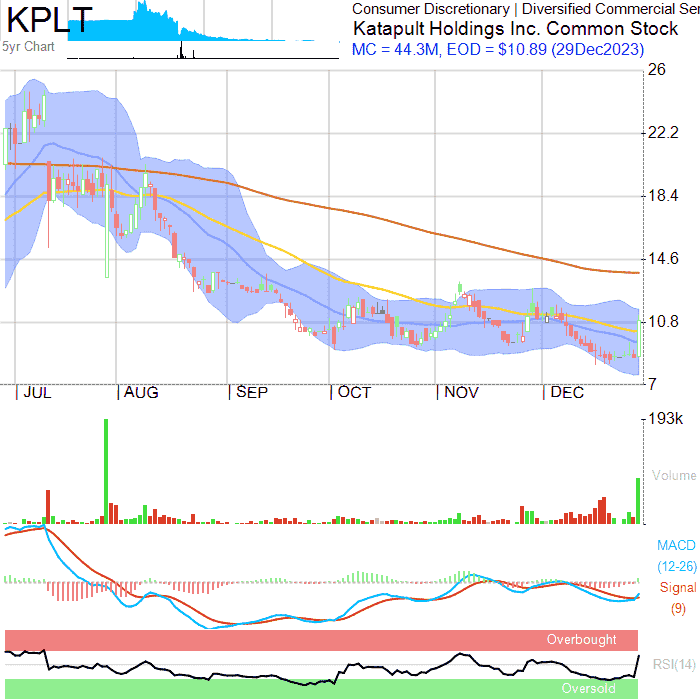 KPLT
5yr Chart
Consumer Discretionary | Diversified Commercial Ser
Katapult Holdings Inc. Common Stock
MC = 44.3M, EOD = $10.89 (29Dec2023)
26
22.2
18.4
14.6
10.8
7
JUL AUG SEP OCT NOV DEC
193k
Volume
MACD
(12-26)
Signal
(9)
Overbought
RSI(14)
Oversold